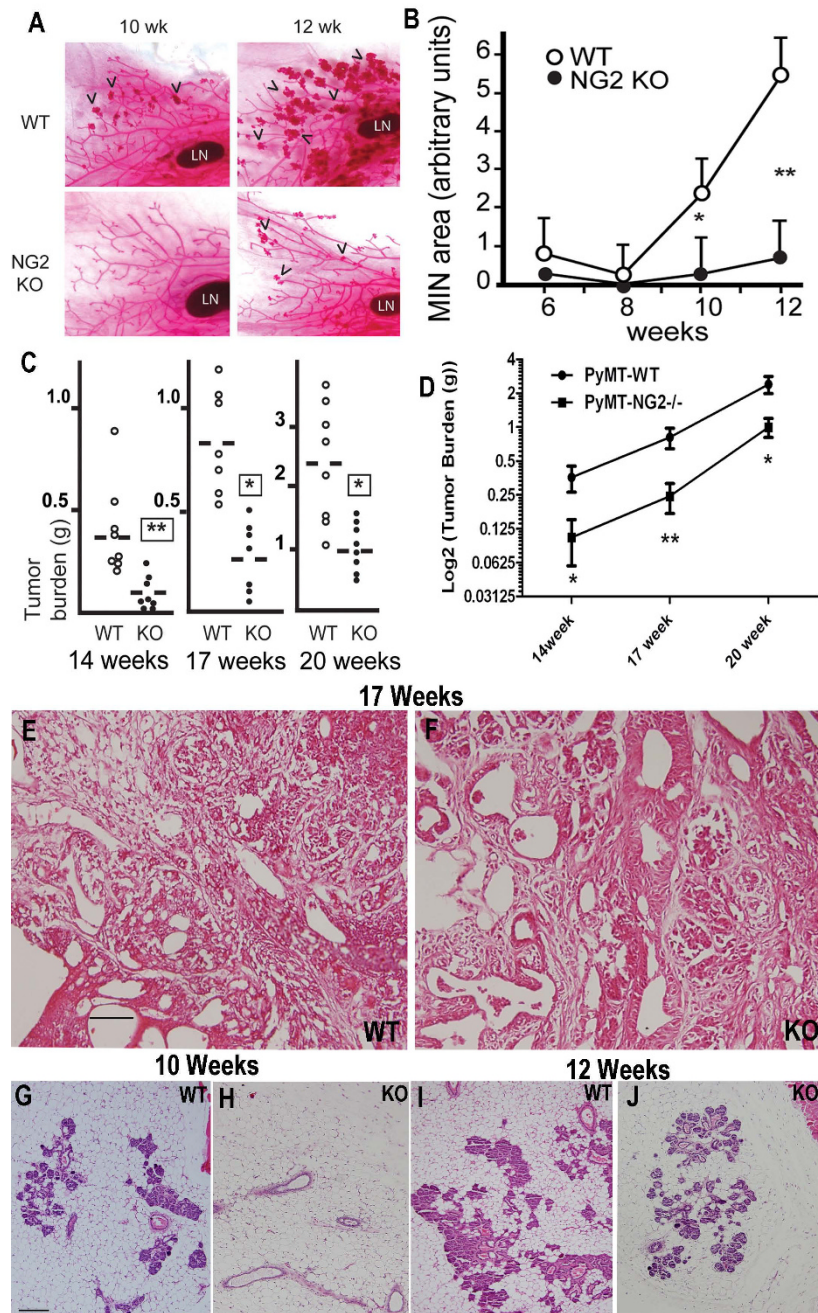 A
10 wk 12 wk
WT
LN LN
NG2
KO
LN LN
B
MIN area (arbitrary units)
6
5
4
3
2
1
0
WT
NG2 KO
*
**
6 8 10 12
weeks
C
Tumor
burden (g)
1.0
0.5
**
WT KO
14 weeks
1.0
0.5
*
WT KO
17 weeks
3
2
1
*
WT KO
20 weeks
D
Log2 (Tumor Burden (g))
4
2
1
0.5
0.25
0.125
0.0625
0.03125
PyMT-WT
PyMT-NG2-/-
*
**
*
14week 17 week 20 week
17 Weeks
E WT
F KO
10 Weeks 12 Weeks
G WT
H KO
I WT
J KO